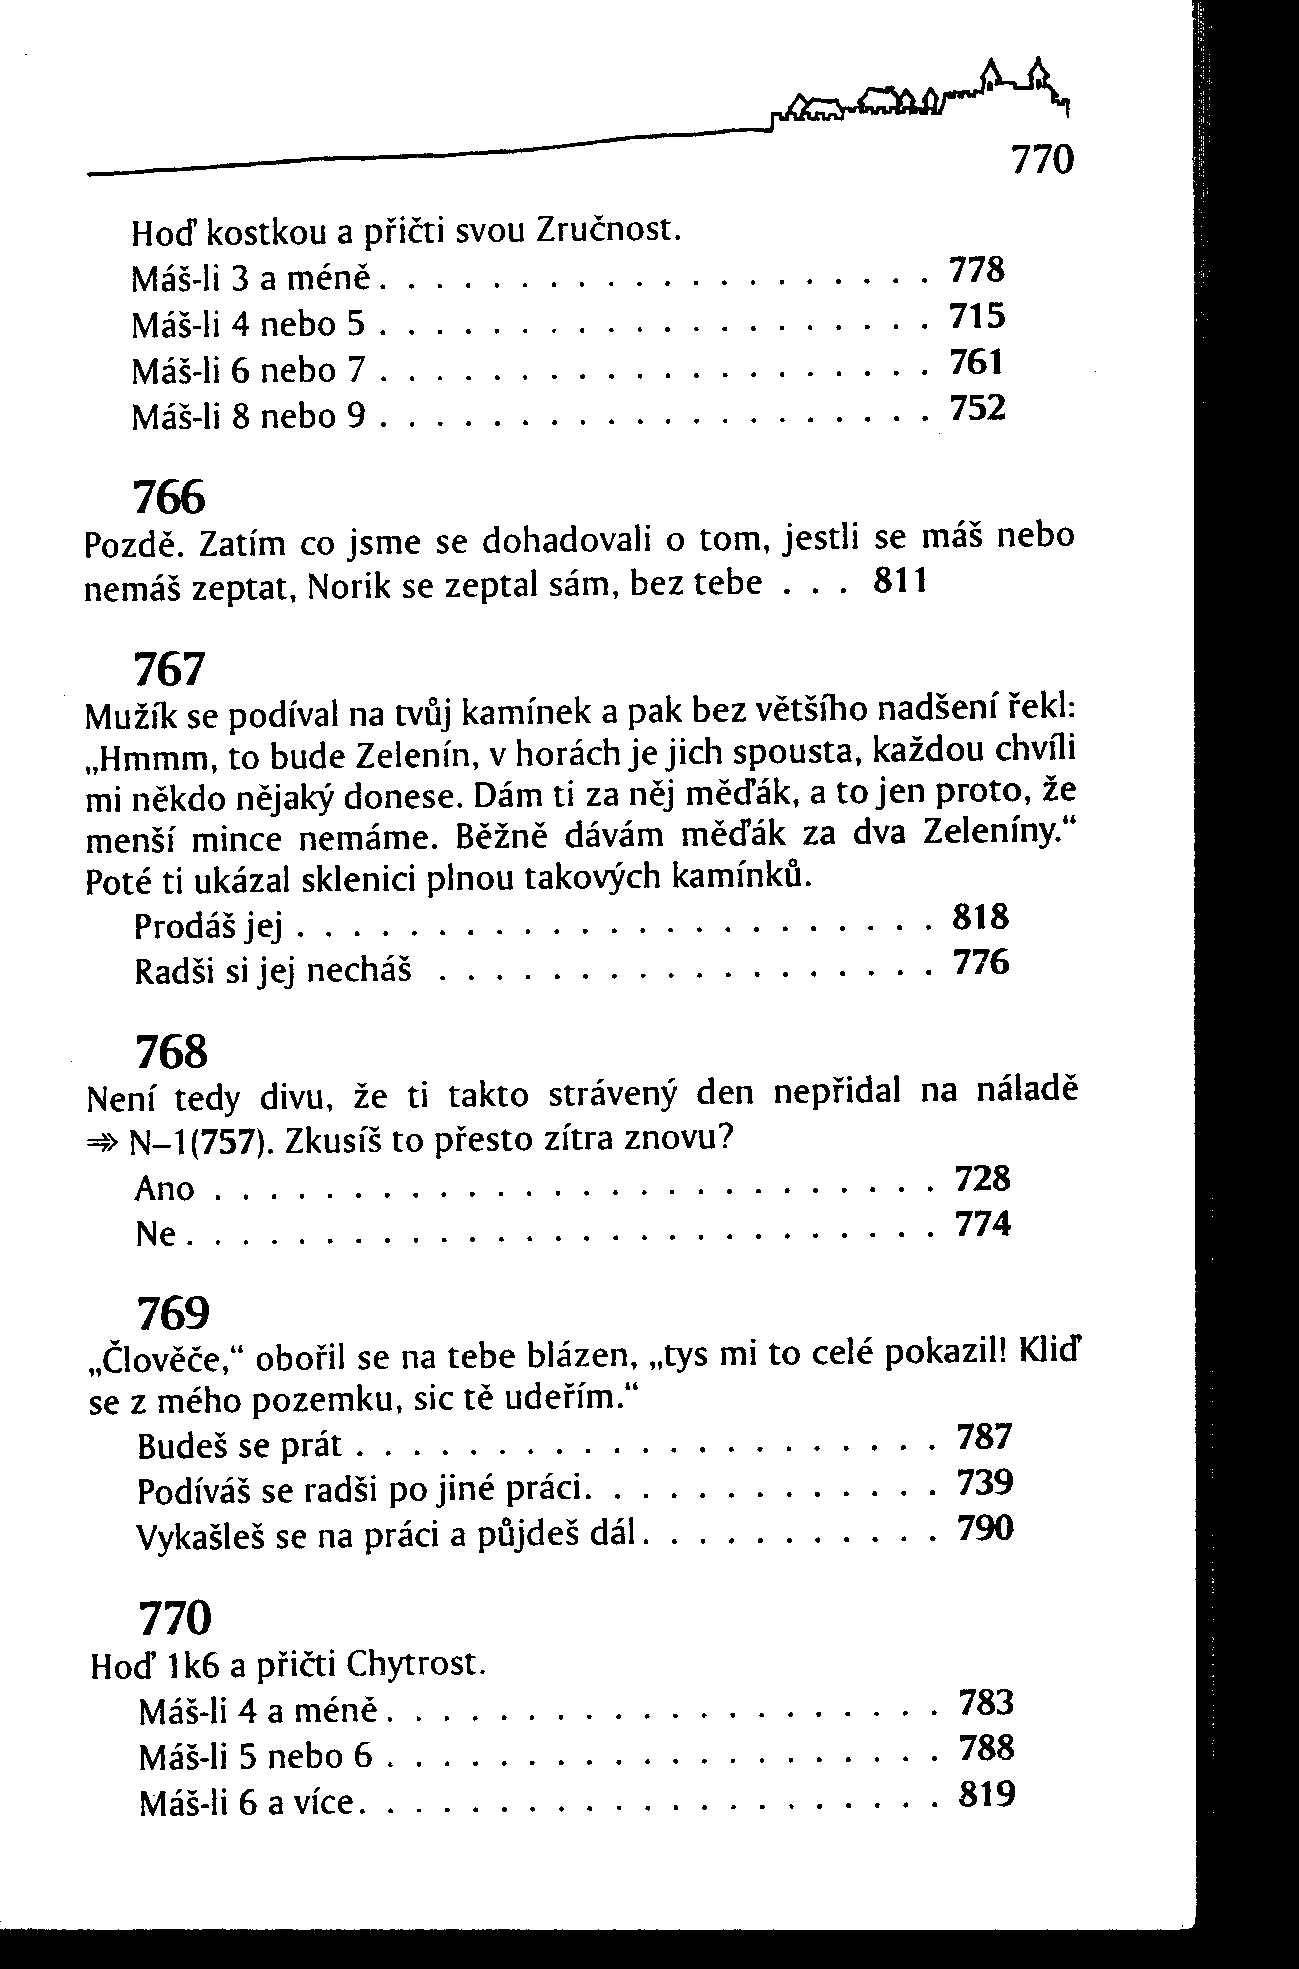 770
Hoď kostkou a přičti svou Zručnost.
Máš-li 3 a méně. . . . . . . . . . . . . . . . . . . . 778
Máš-li 4 nebo 5 . . . . . . . . . . . . . . . . . . . . 715
Máš-li 6 nebo 7 . . . . . . . . . . . . . . . . . . . . 761
Máš-li 8 nebo 9 . . . . . . . . . . . . . . . . . . . . 752
766
Pozdě. Zatím co jsme se dohadovali o tom, jestli se máš nebo
nemáš zeptat, Norik se zeptal sám, bez tebe . . . 811
767
Mužík se podíval na tvůj kamínek a pak bez většího nadšení řekl:
„Hmmm, to bude Zelenín, v horách je jich spousta, každou chvíli
mi někdo nějaký donese. Dám ti za něj měďák, a to jen proto, že
menší mince nemáme. Běžně dávám měďák za dva Zeleníny.“
Poté ti ukázal sklenici plnou takových kamínků.
Prodáš jej . . . . . . . . . . . . . . . . . . . . . . . 818
Radši si jej necháš . . . . . . . . . . . . . . . . . . 776
768
Není tedy divu, že ti takto strávený den nepřidal na náladě
⇒» N–1(757). Zkusíš to přesto zítra znovu?
Ano . . . . . . . . . . . . . . . . . . . . . . . . . . 728
Ne. . . . . . . . . . . . . . . . . . . . . . . . . . . 774
769
„Člověče,“ obořil se na tebe blázen, „tys mi to celé pokazil! Kliď
se z mého pozemku, sic tě udeřím.“
Budeš se prát . . . . . . . . . . . . . . . . . . . . . 787
Podíváš se radši po jiné práci. . . . . . . . . . . . . 739
Vykašleš se na práci a půjdeš dál. . . . . . . . . . . 790
770
Hoď 1k6 a přičti Chytrost.
Máš-li 4 a méně. . . . . . . . . . . . . . . . . . . . 783
Máš-li 5 nebo 6 . . . . . . . . . . . . . . . . . . . . 788
Máš-li 6 a více. . . . . . . . . . . . . . . . . . . . . 819